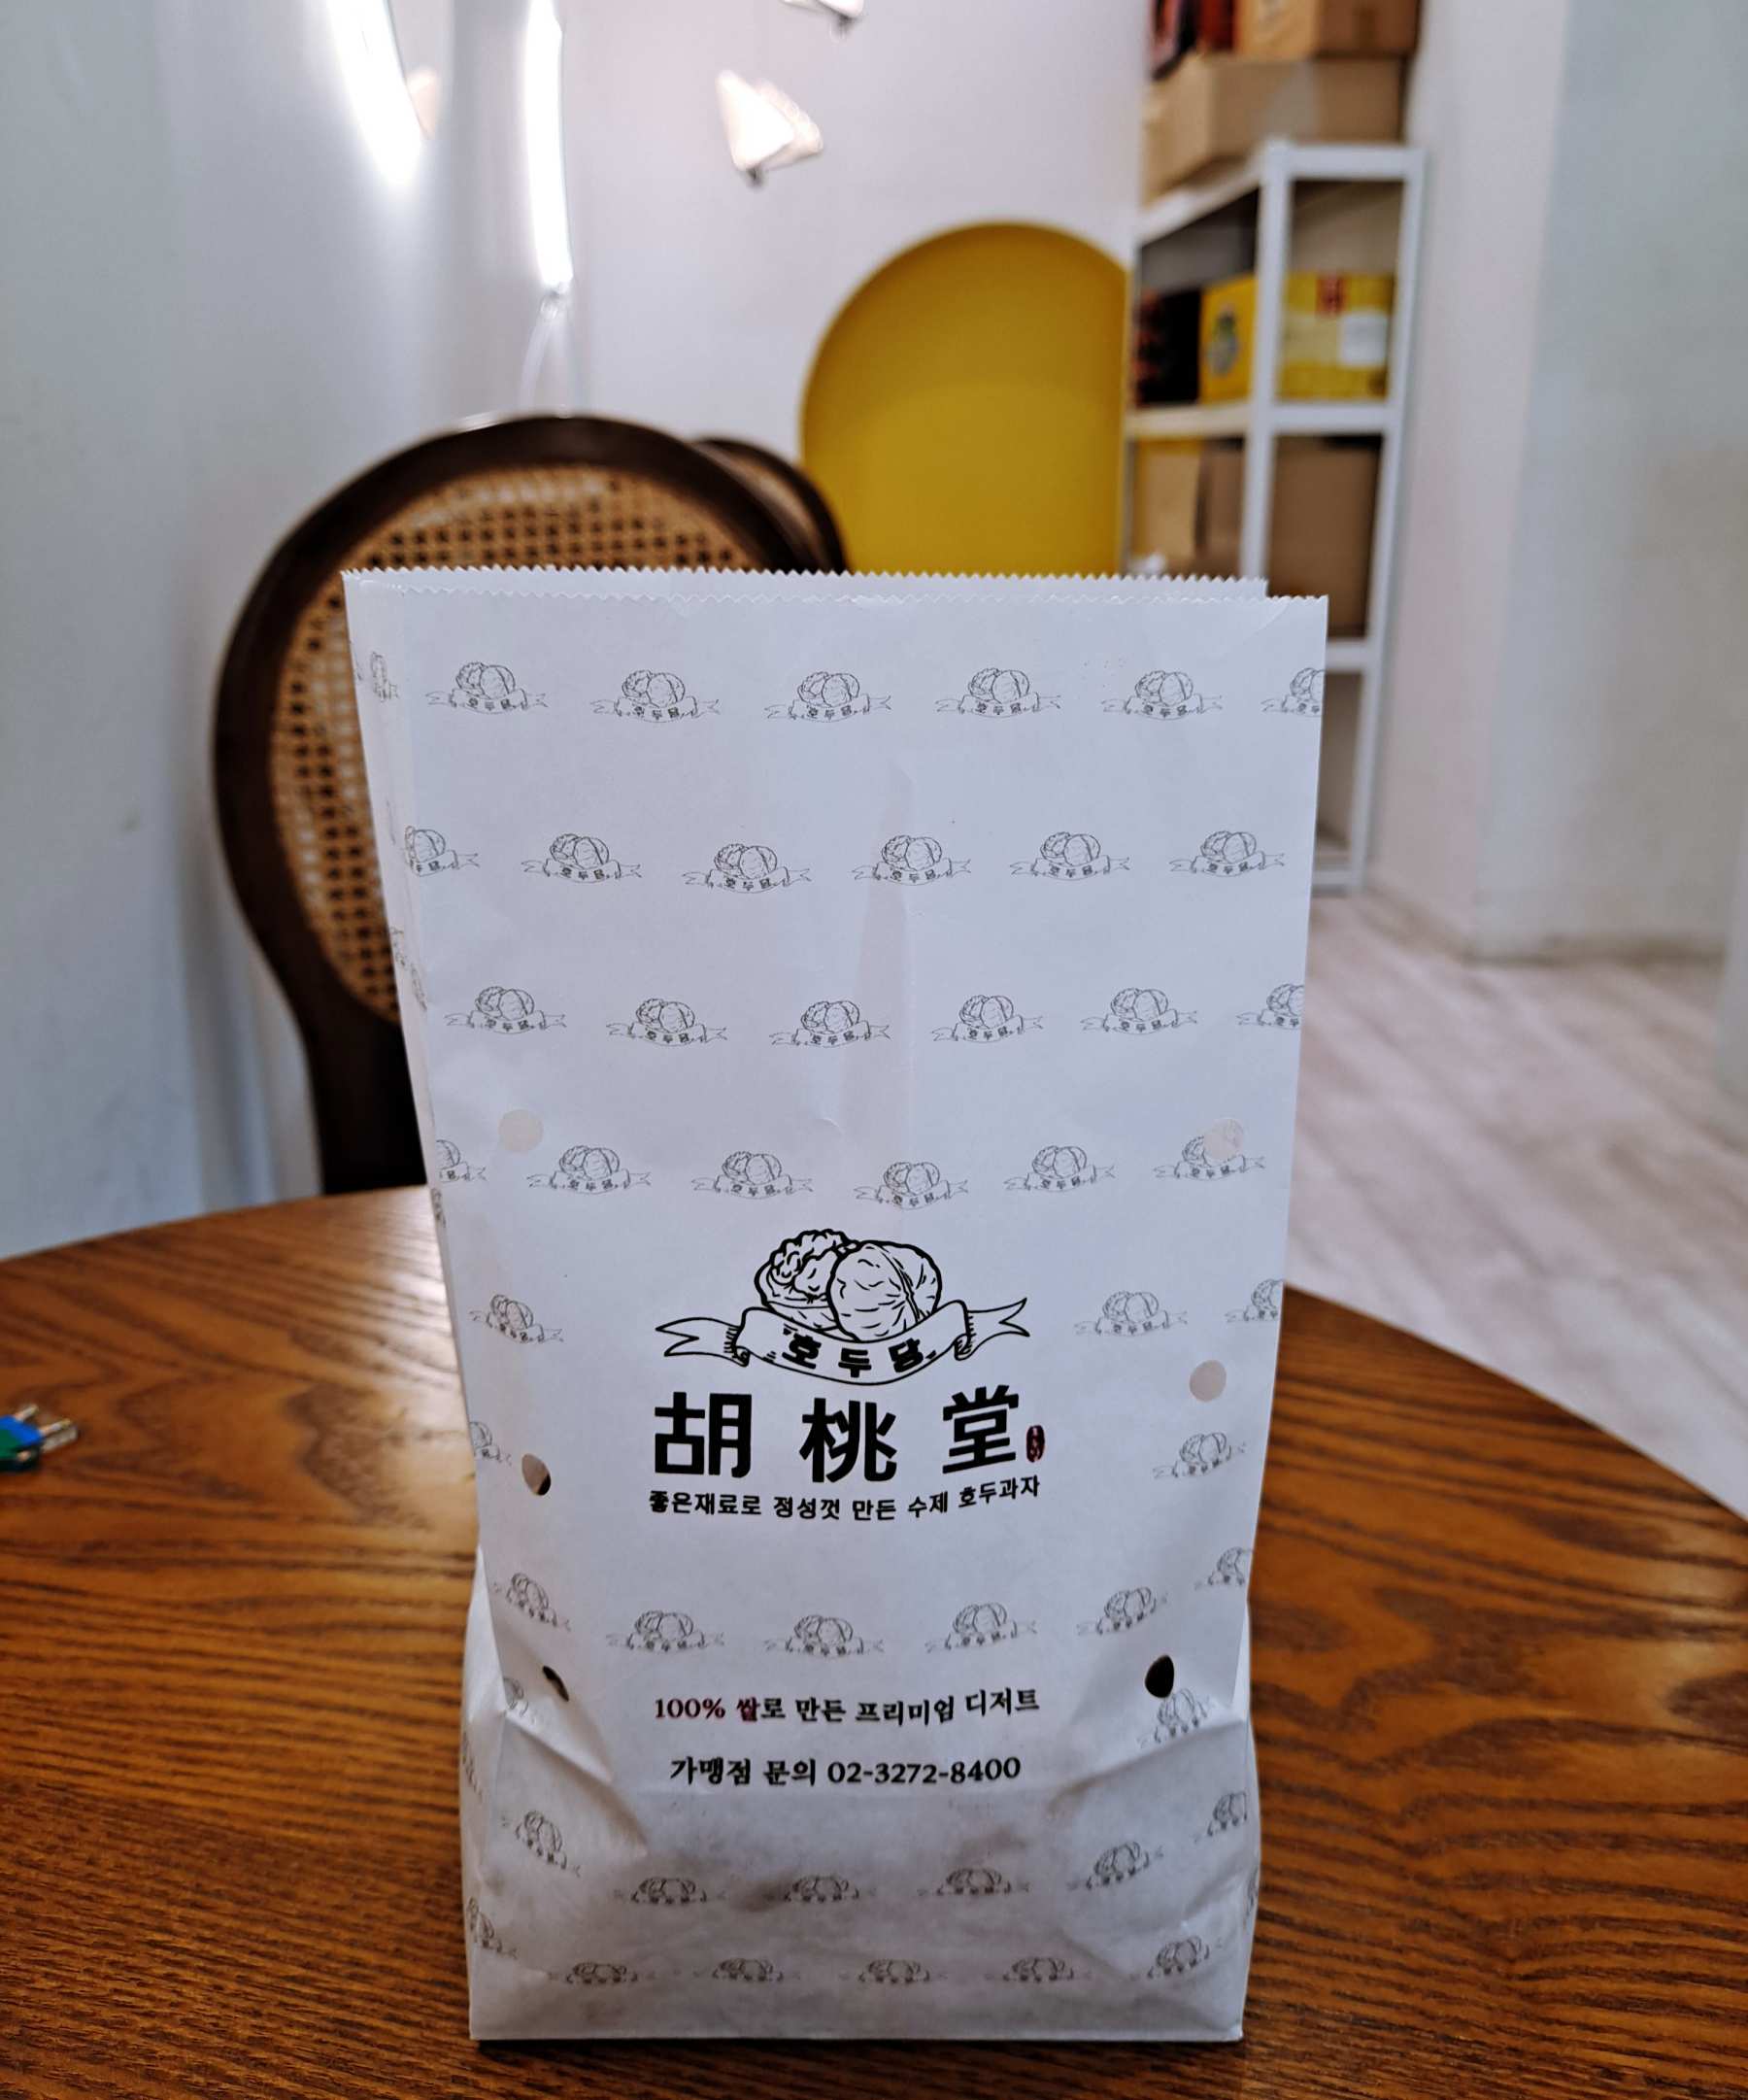 호두당
胡桃堂
좋은재료로 정성껏 만든 수제 호두과자
100% 쌀로 만든 프리미엄 디저트
가맹점 문의 02-3272-8400